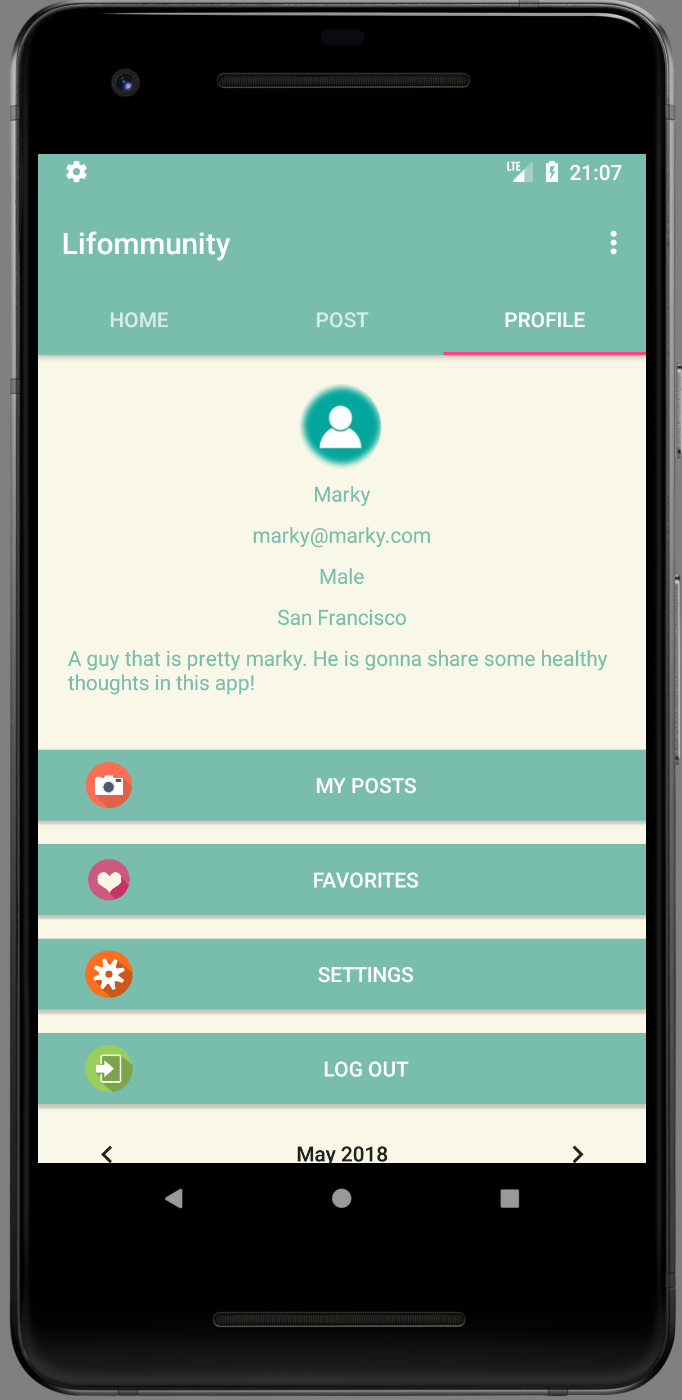 LTE 21:07
Lifommunity
HOME POST PROFILE
Marky
marky@marky.com
Male
San Francisco
A guy that is pretty marky. He is gonna share some healthy
thoughts in this app!
MY POSTS
FAVORITES
SETTINGS
LOG OUT
May 2018